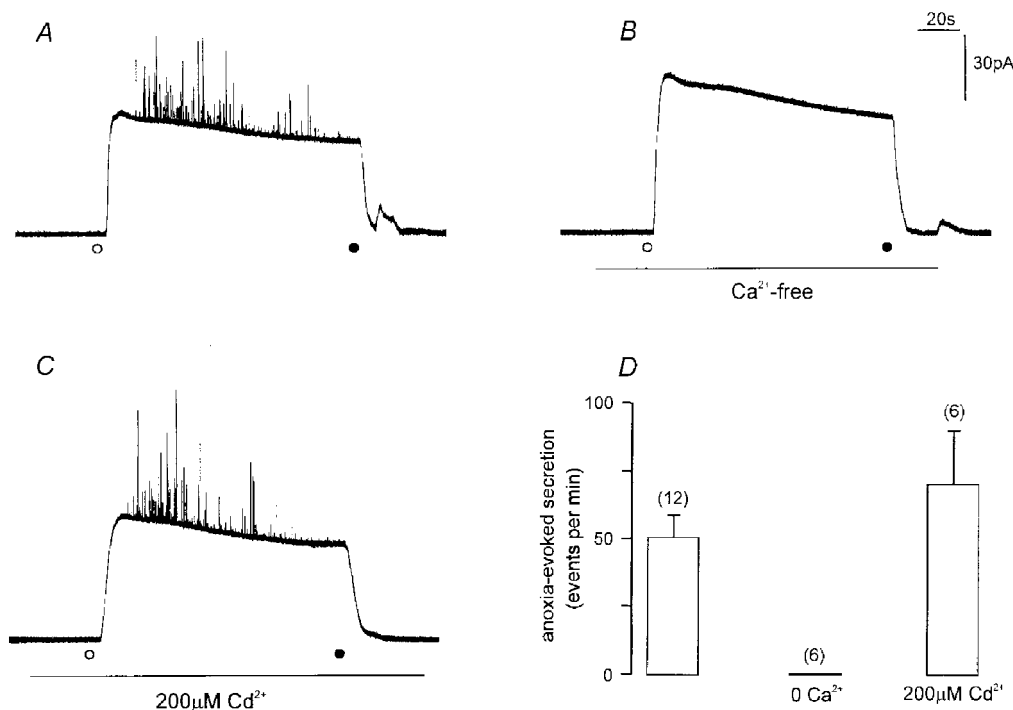 A
B
20s
30pA
Ca²⁺-free
C
200µM Cd²⁺
D
anoxia-evoked secretion
(events per min)
100
50
0
(12)
(6)
(6)
0 Ca²⁺
200µM Cd²⁺